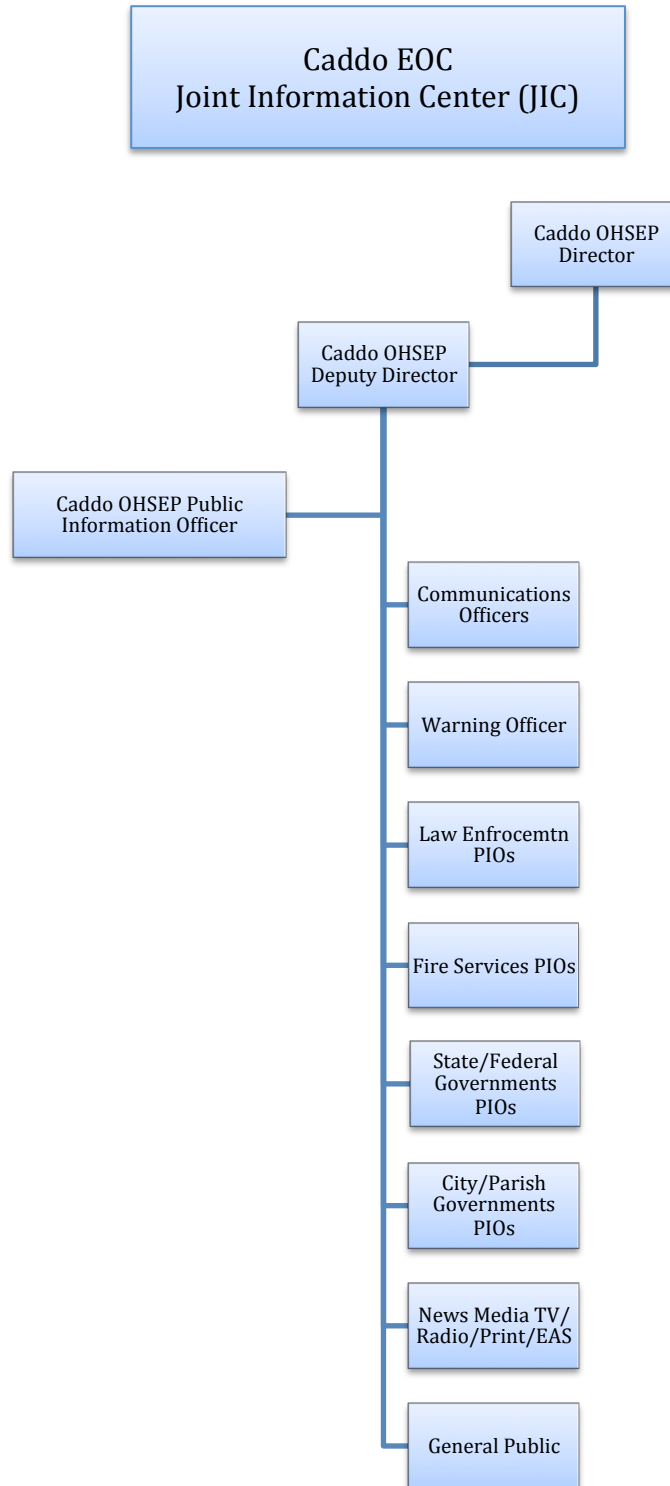 Caddo EOC
Joint Information Center (JIC)
Caddo OHSEP
Director
Caddo OHSEP
Deputy Director
Caddo OHSEP Public
Information Officer
Communications
Officers
Warning Officer
Law Enfrocemtn
PIOs
Fire Services PIOs
State/Federal
Governments
PIOs
City/Parish
Governments
PIOs
News Media TV/
Radio/Print/EAS
General Public